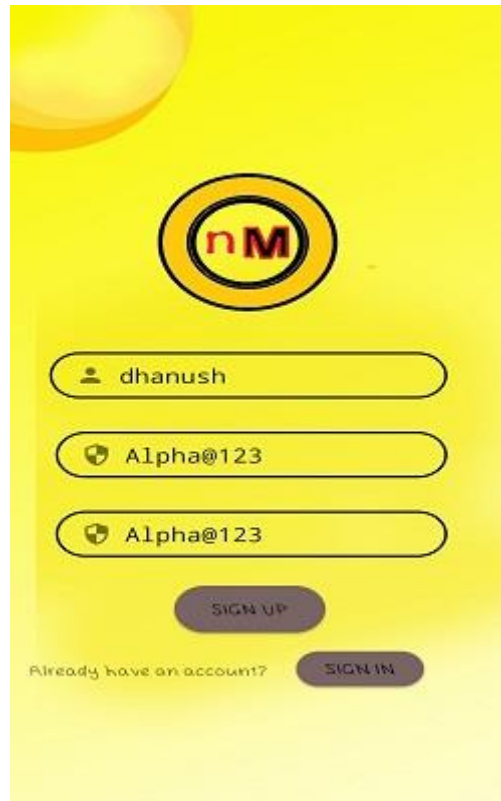 nM
dhanush
Alpha@123
Alpha@123
SIGN UP
Already have an account? SIGN IN